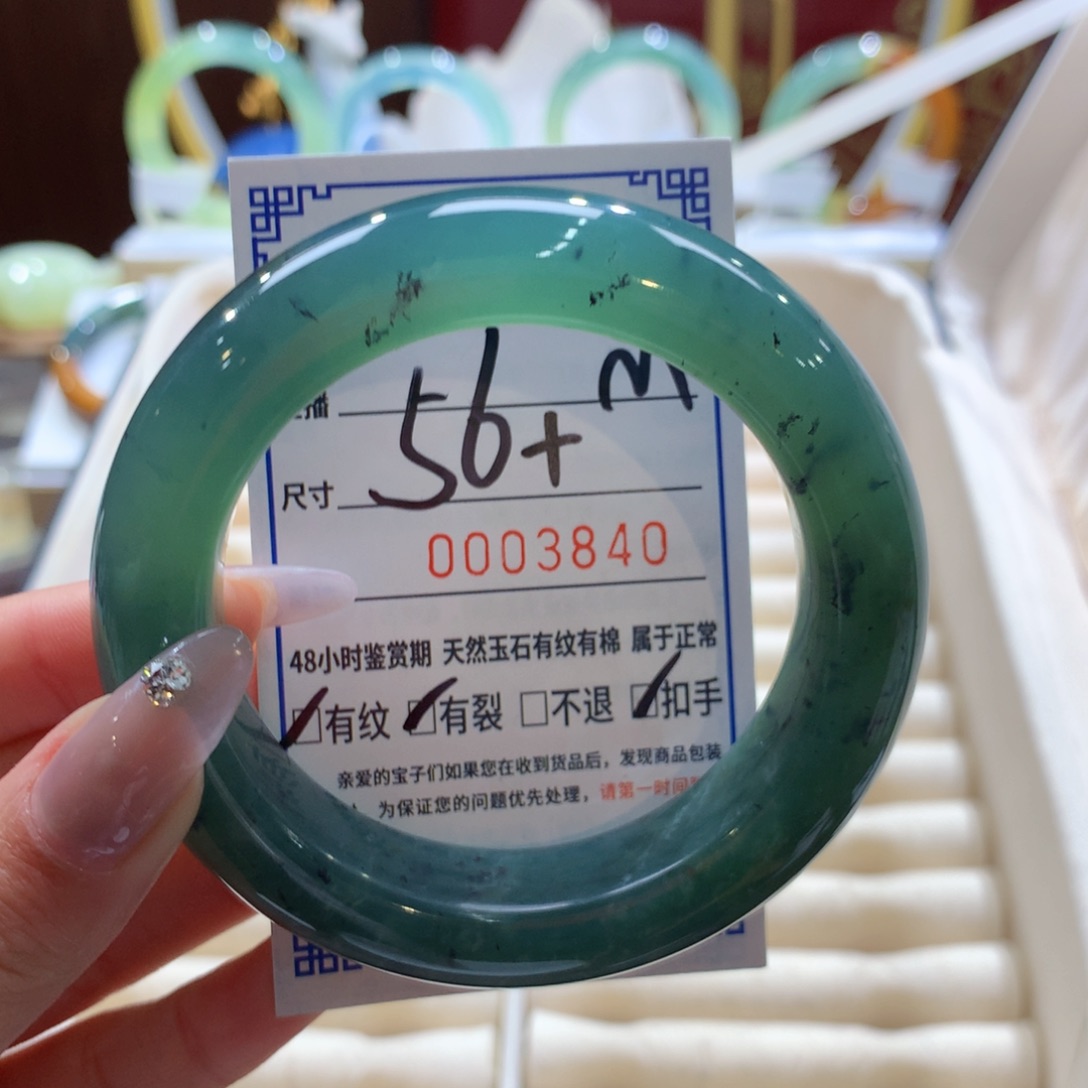 播 M
尺寸 56+
0003840
48小时鉴赏期 天然玉石有纹有棉 属于正常
☑有纹 ☑有裂 □不退 ☑扣手
亲爱的宝子们如果您在收到货品后，发现商品包装
为保证您的问题优先处理，请第一时间